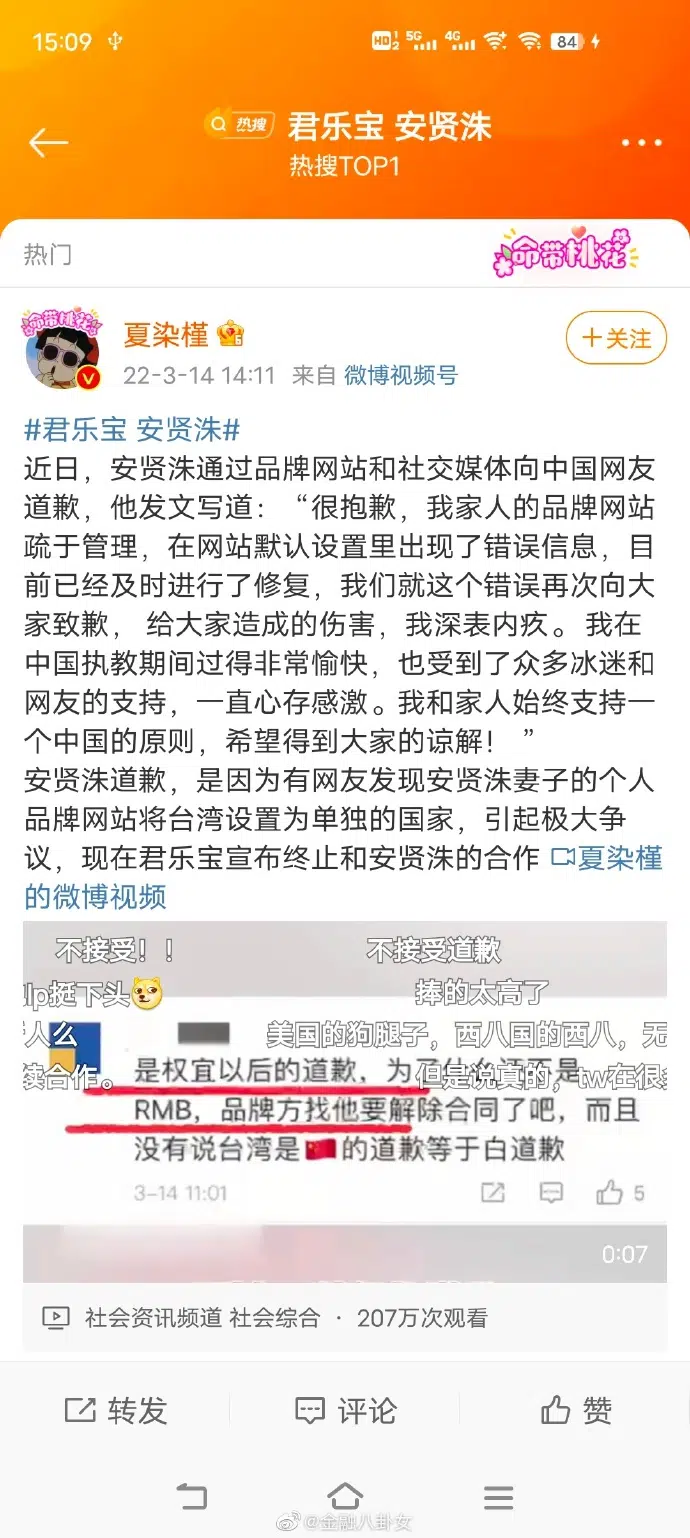 15:09
HD 2 5G 4G 84
热搜 君乐宝 安贤洙
热搜TOP1
热门
命带桃花
命带桃花
夏染槿
+关注
22-3-14 14:11 来自 微博视频号
#君乐宝 安贤洙#
近日，安贤洙通过品牌网站和社交媒体向中国网友
道歉，他发文写道：“很抱歉，我家人的品牌网站
疏于管理，在网站默认设置里出现了错误信息，目
前已经及时进行了修复，我们就这个错误再次向大
家致歉， 给大家造成的伤害，我深表内疚。我在
中国执教期间过得非常愉快，也受到了众多冰迷和
网友的支持，一直心存感激。我和家人始终支持一
个中国的原则，希望得到大家的谅解！ ”
安贤洙道歉，是因为有网友发现安贤洙妻子的个人
品牌网站将台湾设置为单独的国家，引起极大争
议，现在君乐宝宣布终止和安贤洙的合作 夏染槿
的微博视频
不接受！！ 不接受道歉
lp挺下头 捧的太高了
人么 美国的狗腿子，西八国的西八，无
续合作。 但是说真的，tw在很多
是权宜以后的道歉，为了
RMB，品牌方找他要解除合同了吧，而且
没有说台湾是🇨🇳的道歉等于白道歉
3-14 11:01 5
0:07
社会资讯频道 社会综合 · 207万次观看
转发 评论 赞
@金融八卦女